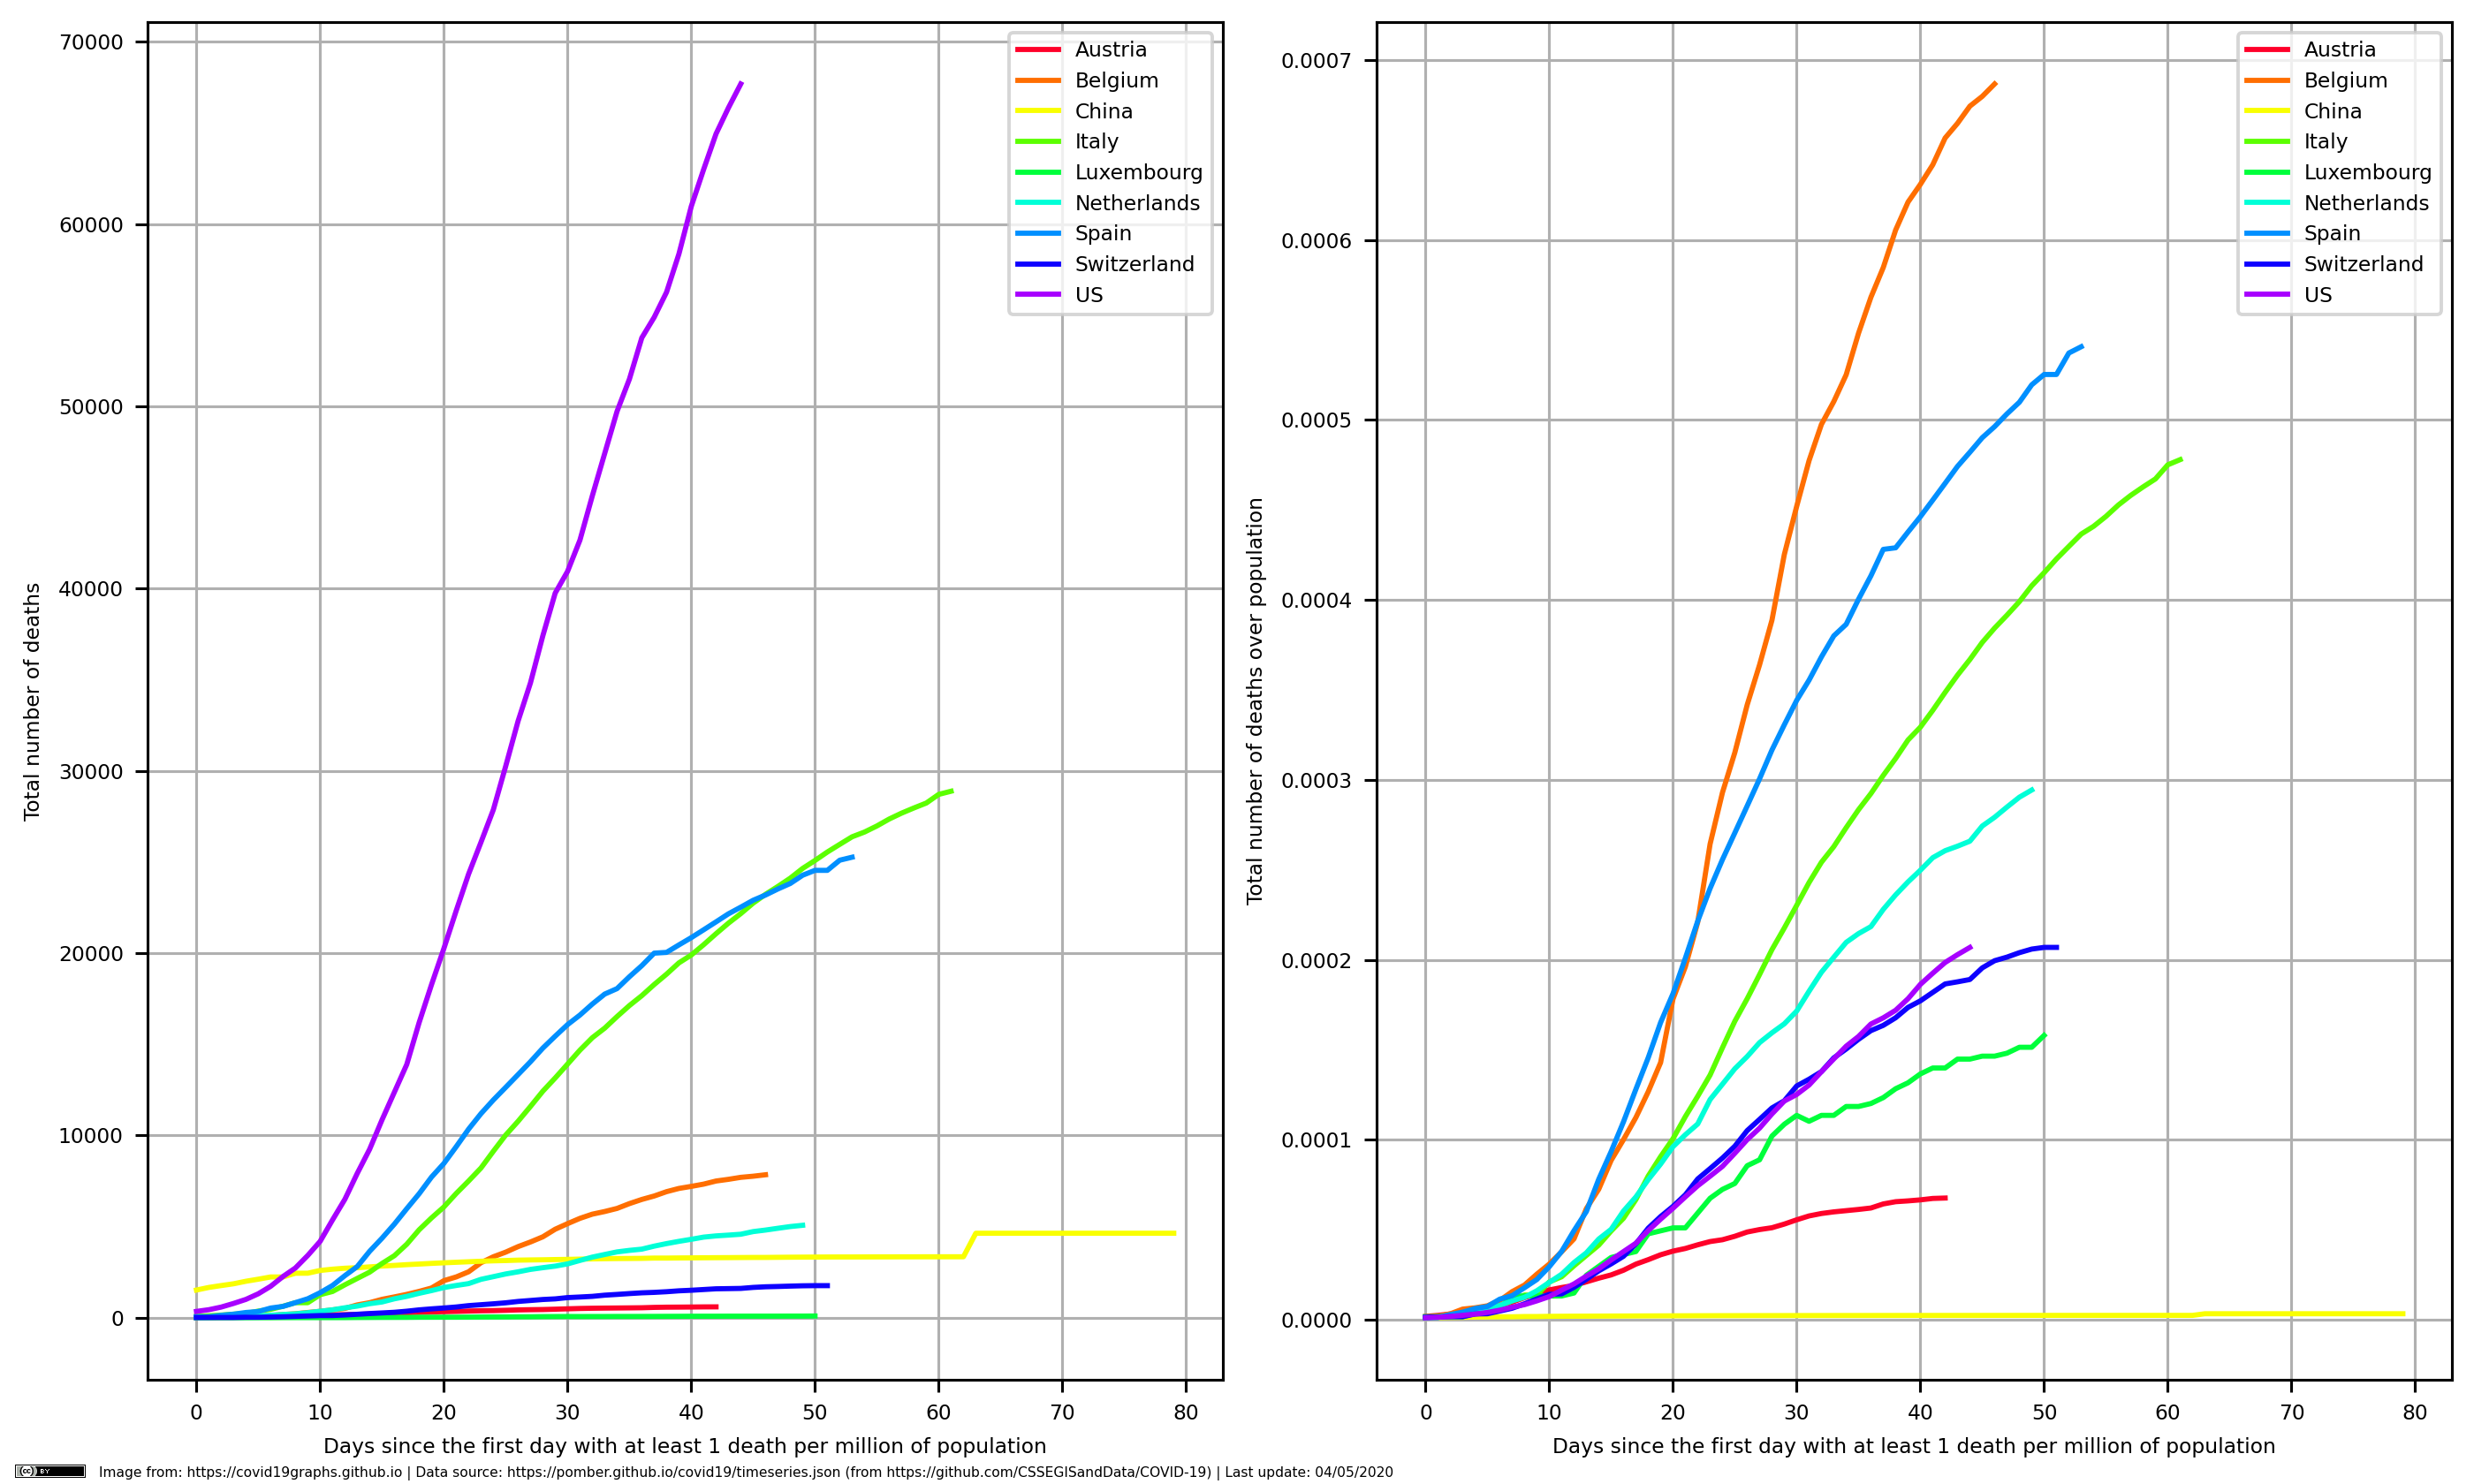 70000
60000
50000
40000
30000
20000
10000
0
Total number of deaths
Austria
Belgium
China
Italy
Luxembourg
Netherlands
Spain
Switzerland
US
0 10 20 30 40 50 60 70 80
Days since the first day with at least 1 death per million of population
0.0007
0.0006
0.0005
0.0004
0.0003
0.0002
0.0001
0.0000
Total number of deaths over population
Austria
Belgium
China
Italy
Luxembourg
Netherlands
Spain
Switzerland
US
0 10 20 30 40 50 60 70 80
Days since the first day with at least 1 death per million of population
(cc) BY Image from: https://covid19graphs.github.io | Data source: https://pomber.github.io/covid19/timeseries.json (from https://github.com/CSSEGISandData/COVID-19) | Last update: 04/05/2020